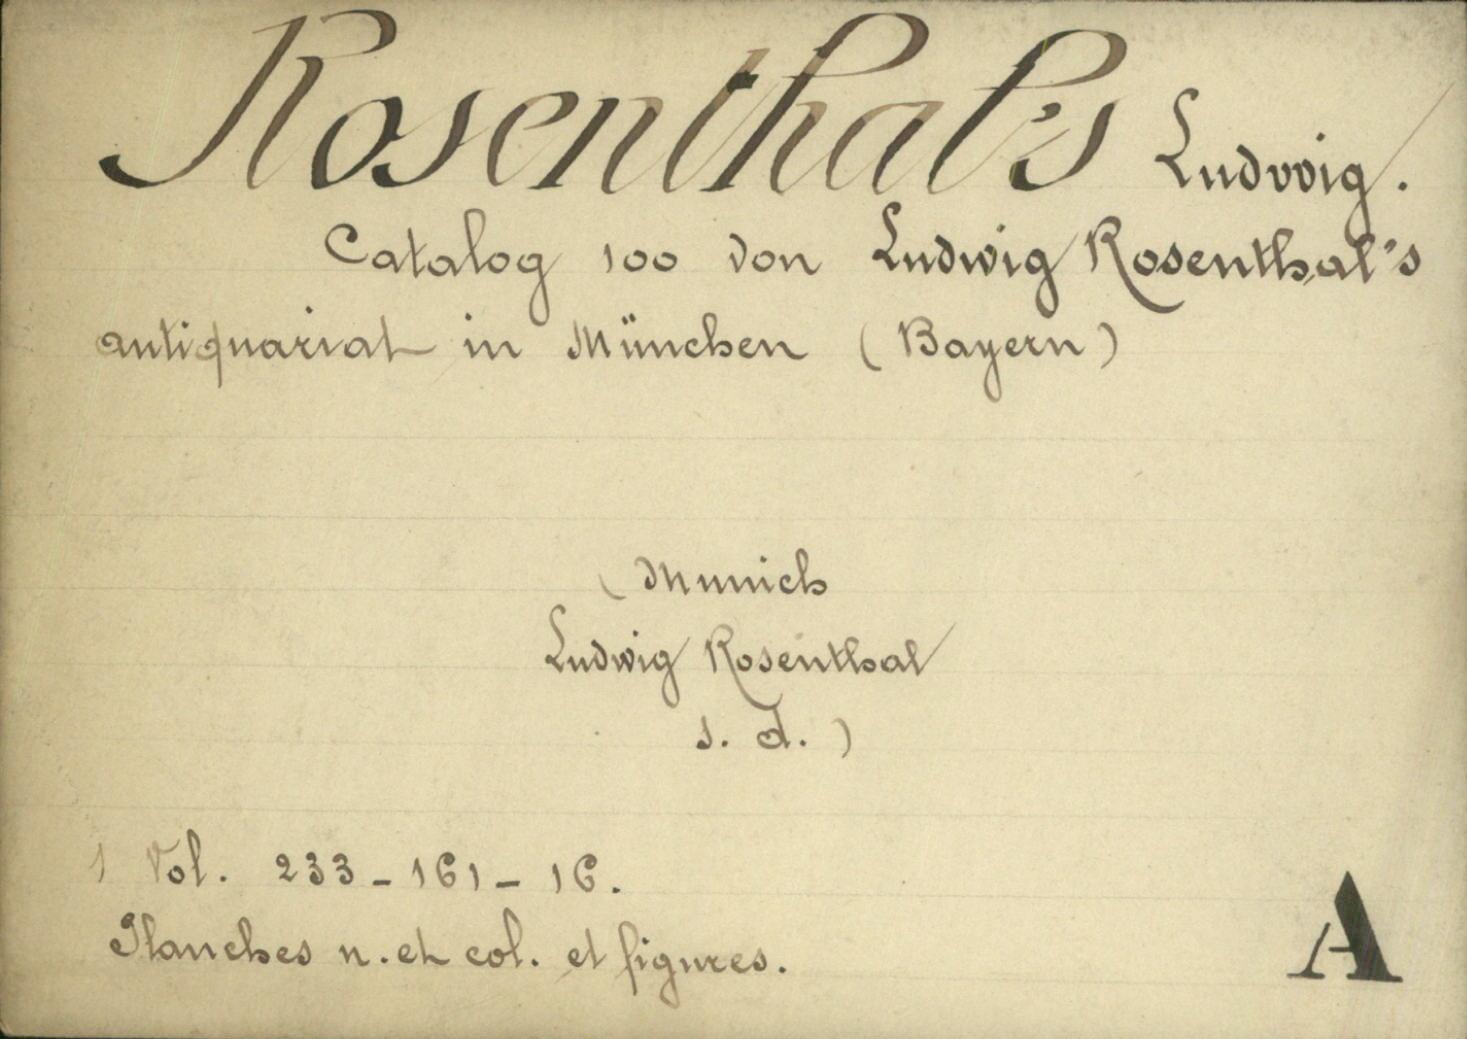 Rosenthal's Ludwig.
Catalog 100 von Ludwig Rosenthal's
antiquariat in München (Bayern)
(Munich
Ludwig Rosenthal
s. d.)
1 Vol. 233-161-16.
Planches n. et col. et figures.
A